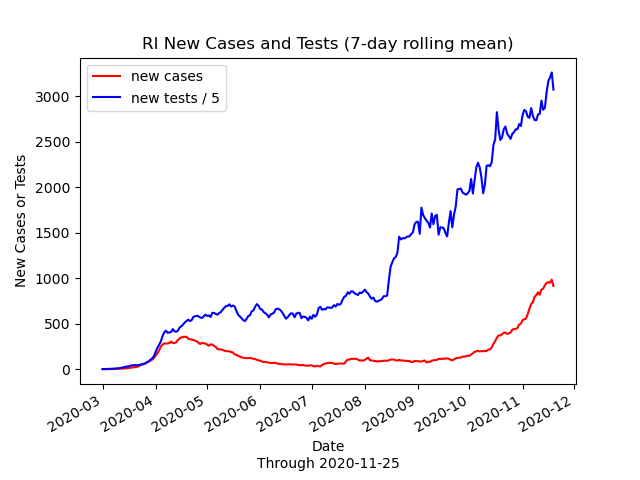 RI New Cases and Tests (7-day rolling mean)
new cases
new tests / 5
New Cases or Tests
3000
2500
2000
1500
1000
500
0
2020-03
2020-04
2020-05
2020-06
2020-07
2020-08
2020-09
2020-10
2020-11
2020-12
Date
Through 2020-11-25